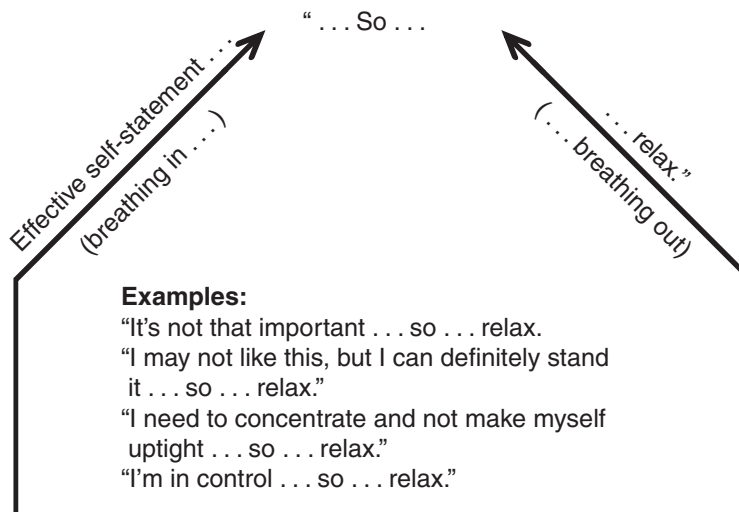 “ . . . So . . .
Effective self-statement . . .
(breathing in . . .)
. . . relax.”
( . . . breathing out)
Examples:
“It’s not that important . . . so . . . relax.
“I may not like this, but I can definitely stand
it . . . so . . . relax.”
“I need to concentrate and not make myself
uptight . . . so . . . relax.”
“I’m in control . . . so . . . relax.”